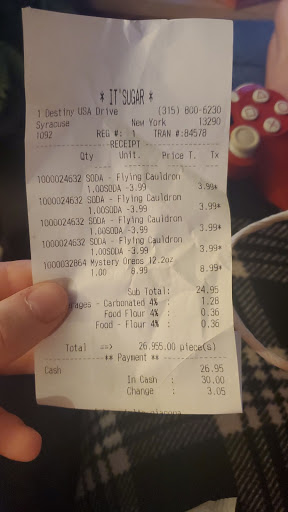 * IT'SUGAR *
1 Destiny USA Drive (315) 800-6230
Syracuse New York 13290
1092 REG #: 1 TRAN #:84578
RECEIPT
Qty Unit. Price T. Tx
1000024632 SODA - Flying Cauldron
1.00SODA -3.99 3.99*
1000024632 SODA - Flying Cauldron
1.00SODA -3.99 3.99*
1000024632 SODA - Flying Cauldron
1.00SODA -3.99 3.99*
1000024632 SODA - Flying Cauldron
1.00SODA -3.99 3.99*
1000032864 Mystery Oreos 12.2oz
1.00 8.99 8.99*
Sub Total: 24.95
rages - Carbonated 4% : 1.28
Food Flour 4% : 0.36
Food - Flour 4% : 0.36
Total ==> 26.955.00 piece(s)
** Payment **
Cash 26.95
In Cash : 30.00
Change : 3.05